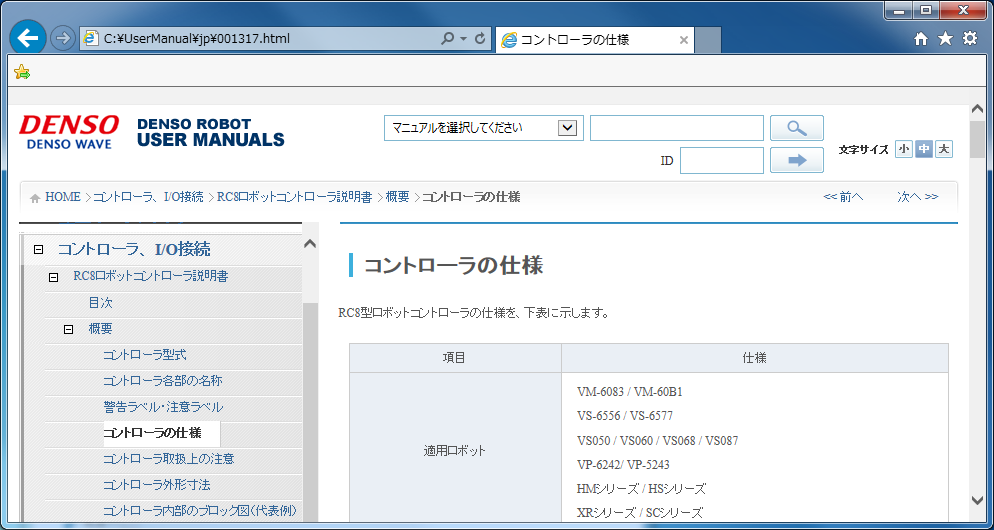 C:¥UserManual¥jp¥001317.html
コントローラの仕様
DENSO
DENSO WAVE
DENSO ROBOT
USER MANUALS
マニュアルを選択してください
ID
文字サイズ 小 中 大
HOME >コントローラ、I/O接続 >RC8ロボットコントローラ説明書 >概要 >コントローラの仕様
<< 前へ 次へ >>
コントローラ、I/O接続
RC8ロボットコントローラ説明書
目次
概要
コントローラ型式
コントローラ各部の名称
警告ラベル・注意ラベル
コントローラの仕様
コントローラ取扱上の注意
コントローラ外形寸法
コントローラ内部のブロック図(代表例)
コントローラの仕様
RC8型ロボットコントローラの仕様を、下表に示します。
項目 仕様
適用ロボット
VM-6083 / VM-60B1
VS-6556 / VS-6577
VS050 / VS060 / VS068 / VS087
VP-6242/ VP-5243
HMシリーズ / HSシリーズ
XRシリーズ / SCシリーズ